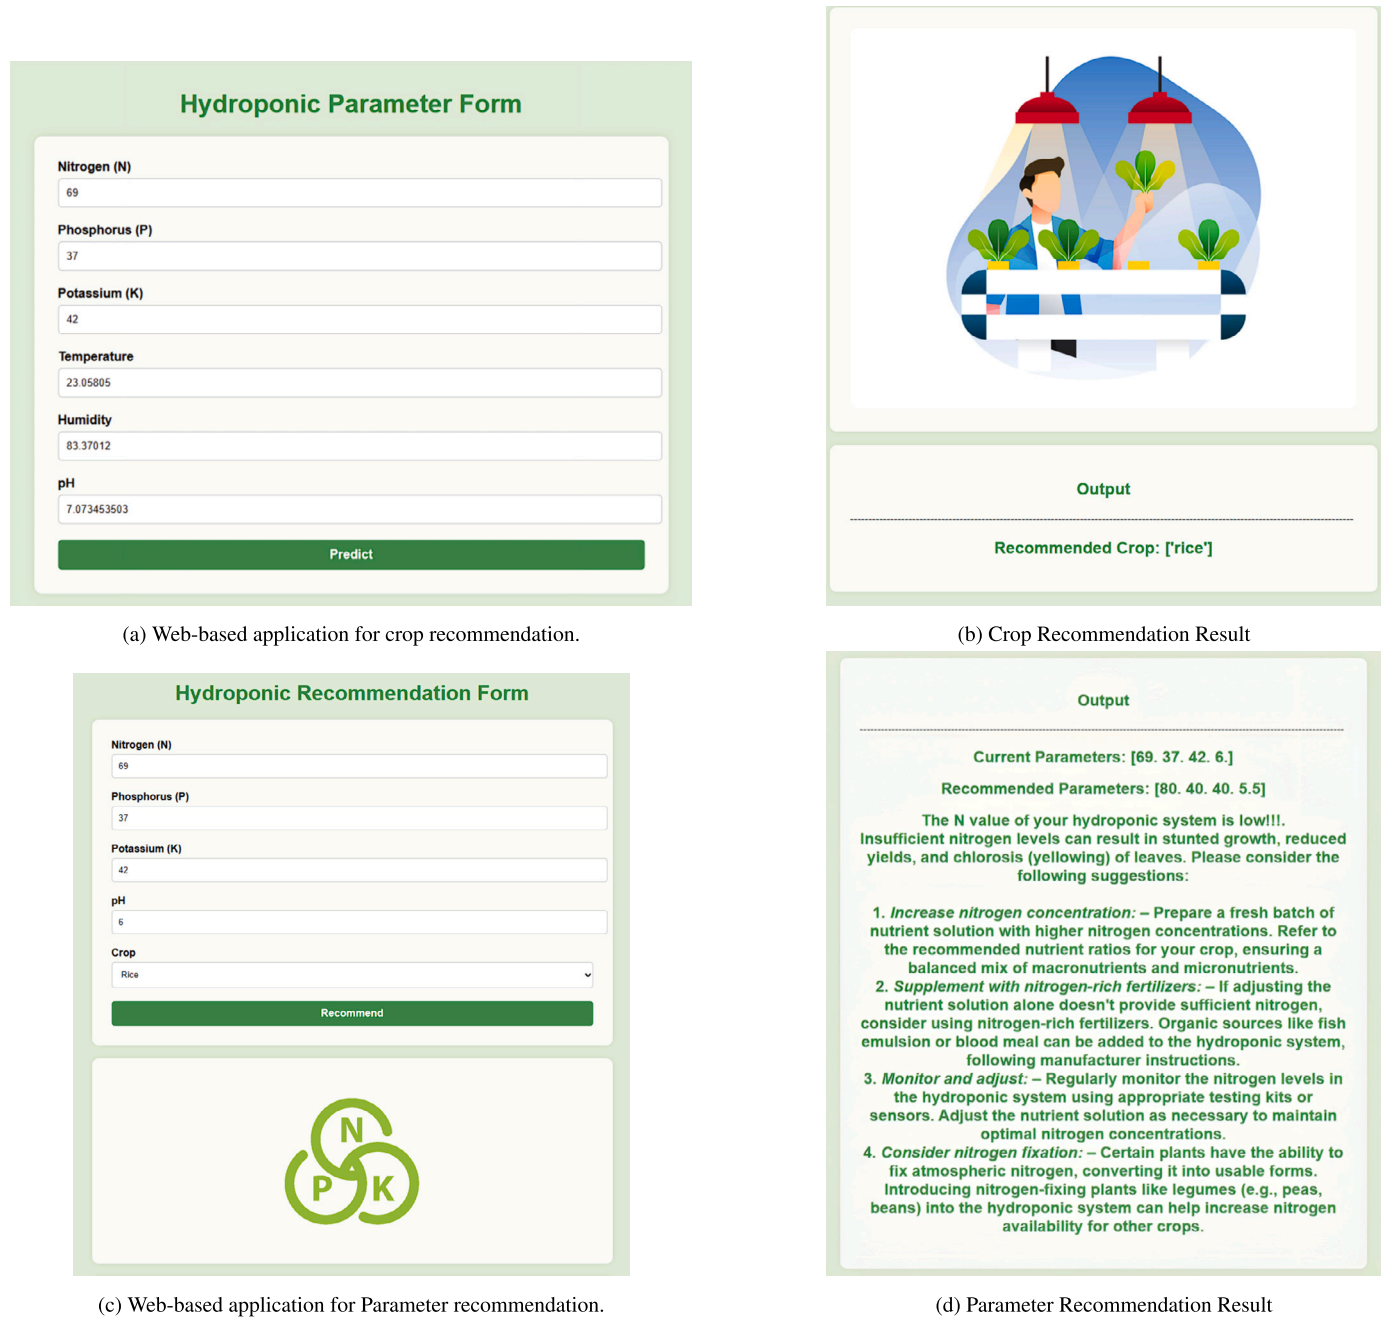 Hydroponic Parameter Form
Nitrogen (N)
69
Phosphorus (P)
37
Potassium (K)
42
Temperature
23.05805
Humidity
83.37012
pH
7.073453503
Predict
(a) Web-based application for crop recommendation.
Output
Recommended Crop: ['rice']
(b) Crop Recommendation Result
Hydroponic Recommendation Form
Nitrogen (N)
69
Phosphorus (P)
37
Potassium (K)
42
pH
6
Crop
Rice
Recommend
N
P K
(c) Web-based application for Parameter recommendation.
Output
Current Parameters: [69. 37. 42. 6.]
Recommended Parameters: [80. 40. 40. 5.5]
The N value of your hydroponic system is low!!!.
Insufficient nitrogen levels can result in stunted growth, reduced
yields, and chlorosis (yellowing) of leaves. Please consider the
following suggestions:
1. Increase nitrogen concentration: – Prepare a fresh batch of
nutrient solution with higher nitrogen concentrations. Refer to
the recommended nutrient ratios for your crop, ensuring a
balanced mix of macronutrients and micronutrients.
2. Supplement with nitrogen-rich fertilizers: – If adjusting the
nutrient solution alone doesn't provide sufficient nitrogen,
consider using nitrogen-rich fertilizers. Organic sources like fish
emulsion or blood meal can be added to the hydroponic system,
following manufacturer instructions.
3. Monitor and adjust: – Regularly monitor the nitrogen levels in
the hydroponic system using appropriate testing kits or
sensors. Adjust the nutrient solution as necessary to maintain
optimal nitrogen concentrations.
4. Consider nitrogen fixation: – Certain plants have the ability to
fix atmospheric nitrogen, converting it into usable forms.
Introducing nitrogen-fixing plants like legumes (e.g., peas,
beans) into the hydroponic system can help increase nitrogen
availability for other crops.
(d) Parameter Recommendation Result